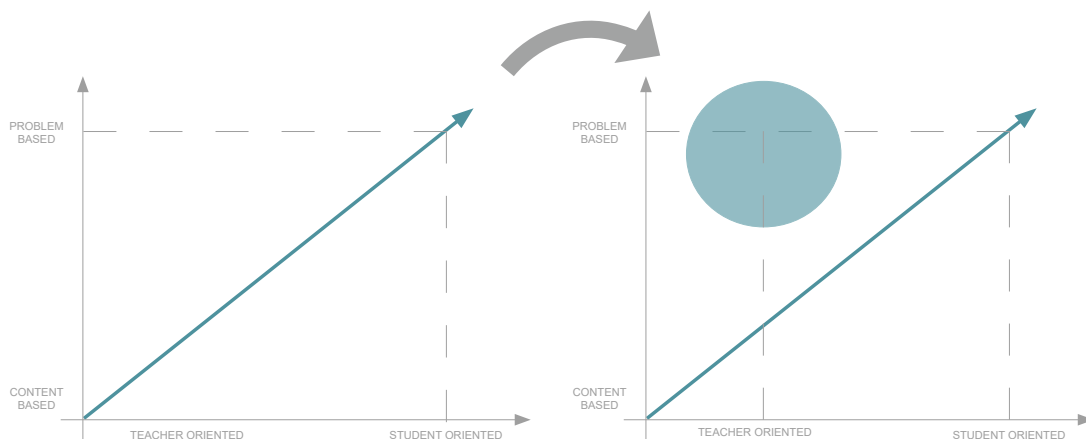 PROBLEM
BASED
CONTENT
BASED
TEACHER ORIENTED
STUDENT ORIENTED
PROBLEM
BASED
CONTENT
BASED
TEACHER ORIENTED
STUDENT ORIENTED